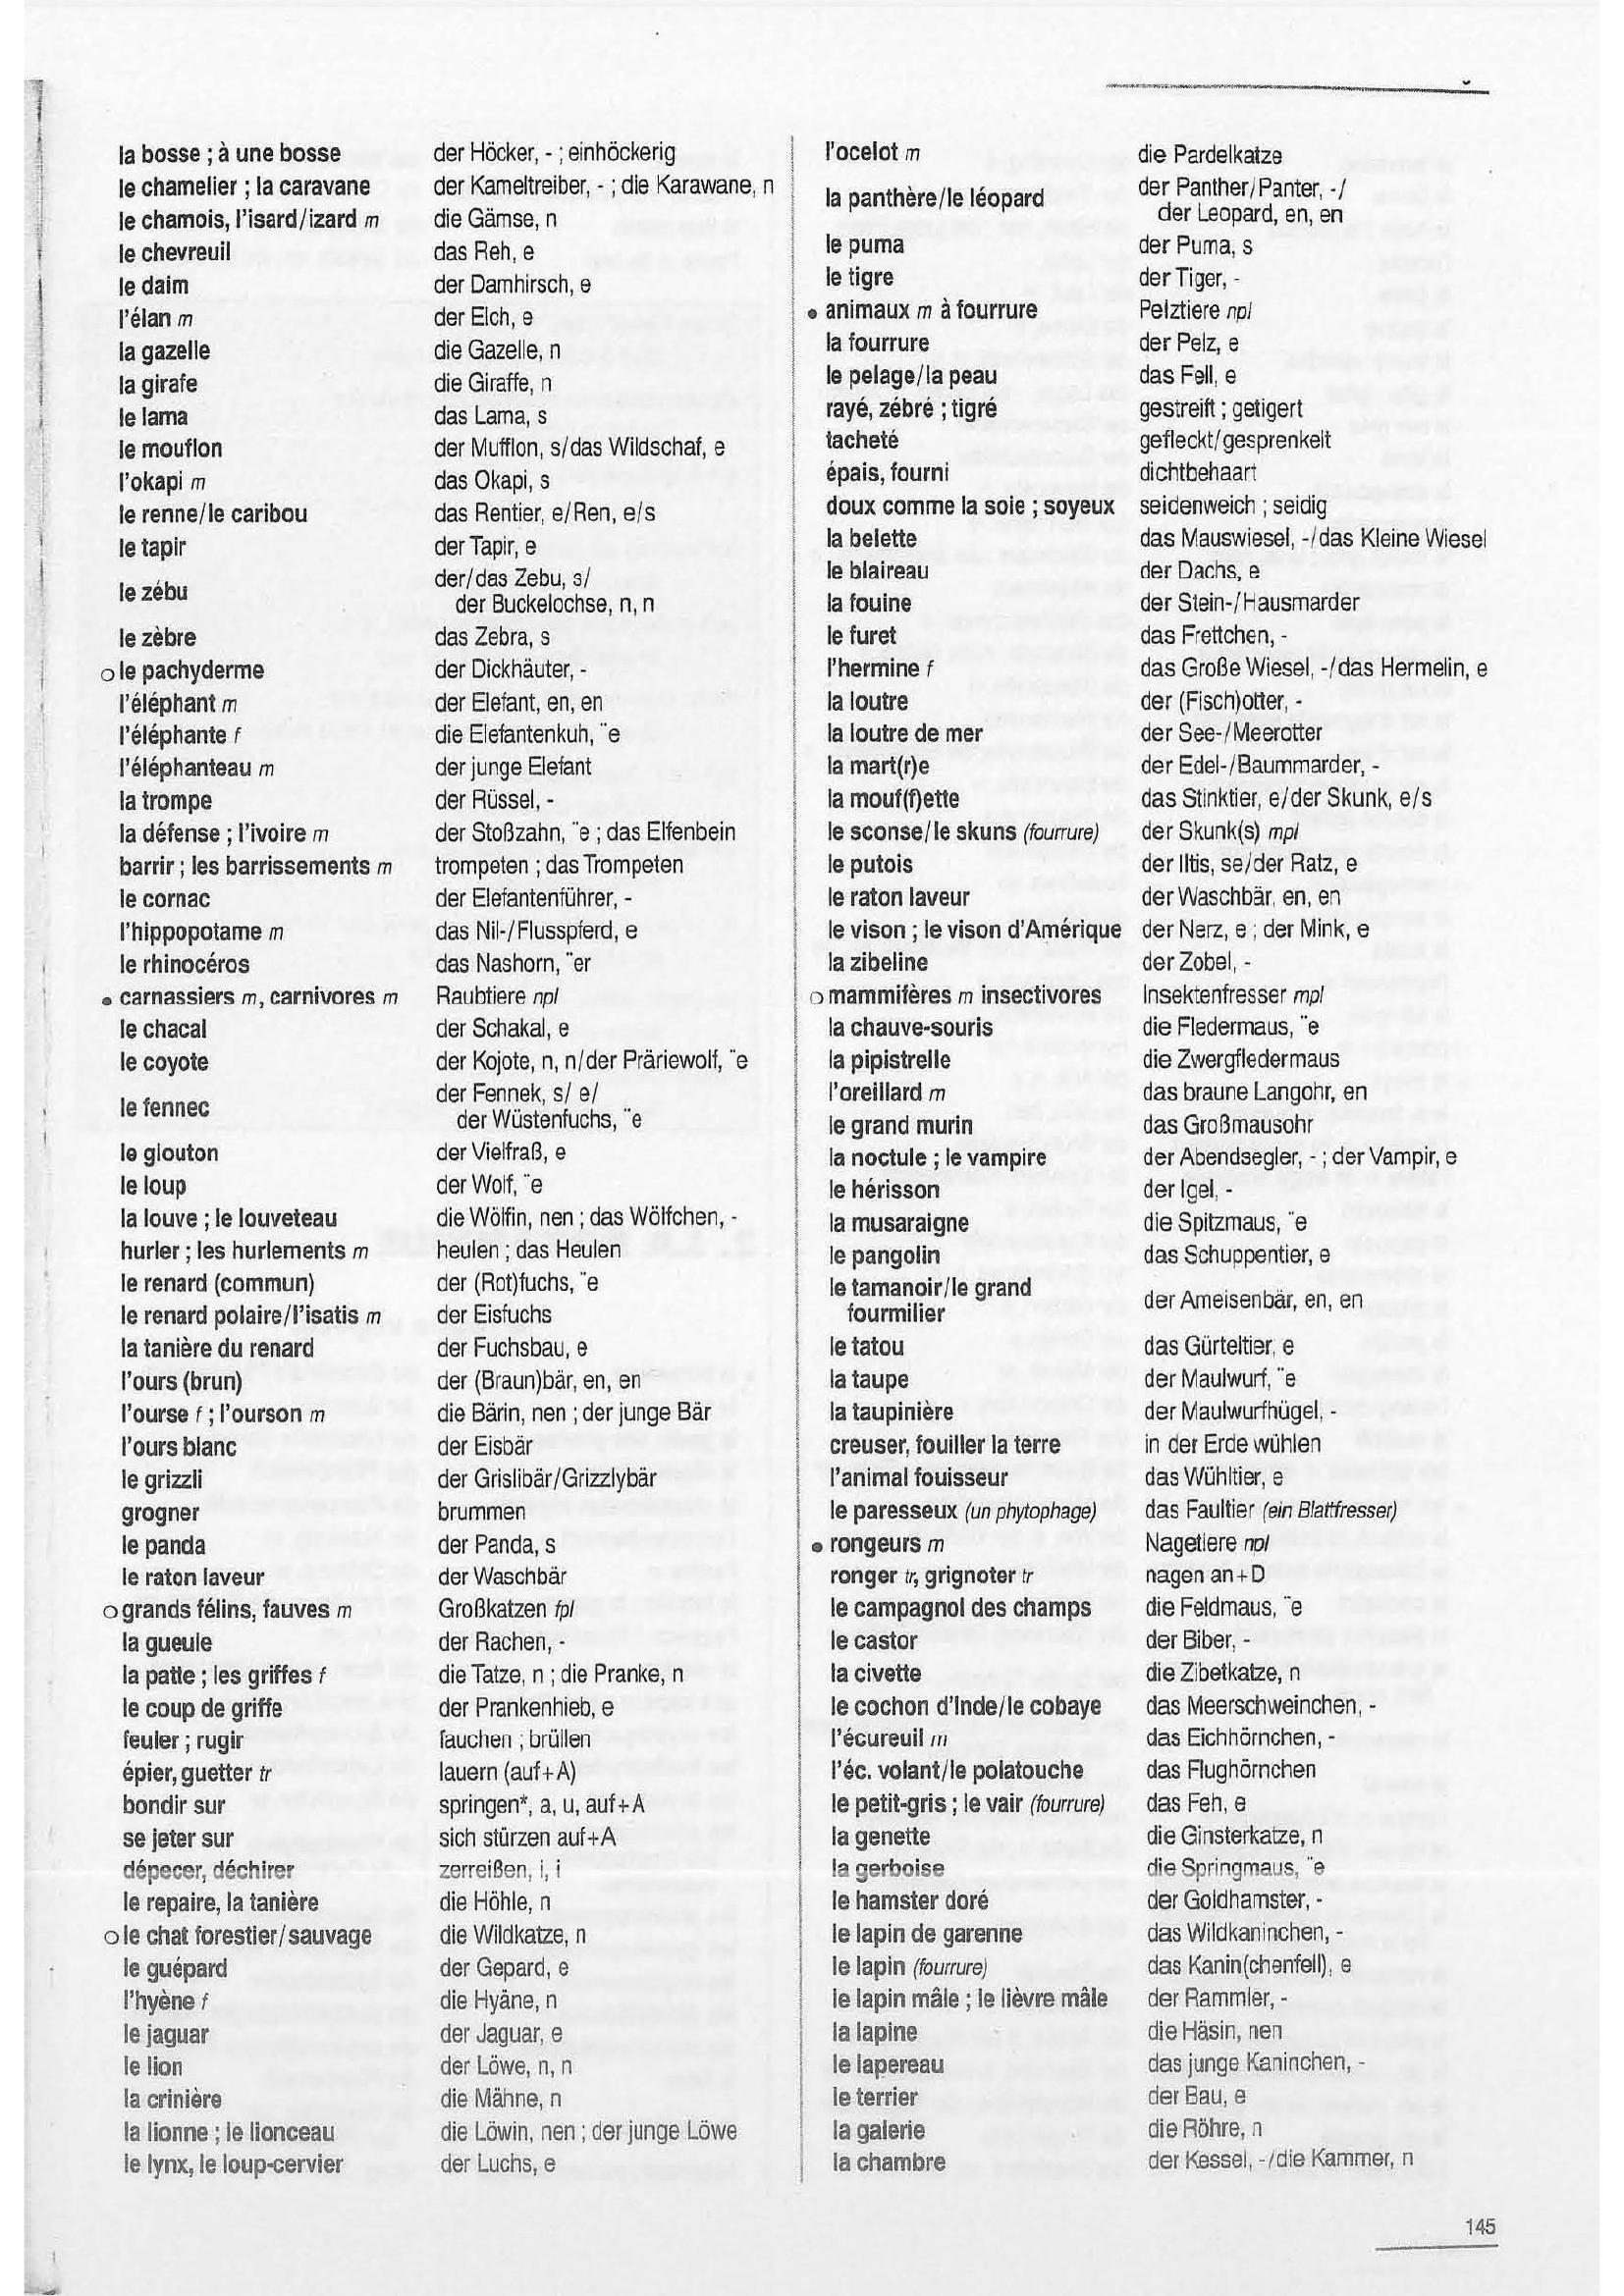 la bosse ; à une bosse der Höcker, - ; einhöckerig
le chamelier ; la caravane der Kameltreiber, - ; die Karawane, n
le chamois, l'isard/izard m die Gämse, n
le chevreuil das Reh, e
le daim der Damhirsch, e
l'élan m der Elch, e
la gazelle die Gazelle, n
la girafe die Giraffe, n
le lama das Lama, s
le mouflon der Mufflon, s/das Wildschaf, e
l'okapi m das Okapi, s
le renne/le caribou das Rentier, e/Ren, e/s
le tapir der Tapir, e
le zébu der/das Zebu, s/
der Buckelochse, n, n
le zèbre das Zebra, s
o le pachyderme der Dickhäuter, -
l'éléphant m der Elefant, en, en
l'éléphante f die Elefantenkuh, ¨e
l'éléphanteau m der junge Elefant
la trompe der Rüssel, -
la défense ; l'ivoire m der Stoßzahn, ¨e ; das Elfenbein
barrir ; les barrissements m trompeten ; das Trompeten
le cornac der Elefantenführer, -
l'hippopotame m das Nil-/Flusspferd, e
le rhinocéros das Nashorn, ¨er
• carnassiers m, carnivores m Raubtiere npl
le chacal der Schakal, e
le coyote der Kojote, n, n/der Präriewolf, ¨e
le fennec der Fennek, s/ e/
der Wüstenfuchs, ¨e
le glouton der Vielfraß, e
le loup der Wolf, ¨e
la louve ; le louveteau die Wölfin, nen ; das Wölfchen, -
hurler ; les hurlements m heulen ; das Heulen
le renard (commun) der (Rot)fuchs, ¨e
le renard polaire/l'isatis m der Eisfuchs
la tanière du renard der Fuchsbau, e
l'ours (brun) der (Braun)bär, en, en
l'ourse f ; l'ourson m die Bärin, nen ; der junge Bär
l'ours blanc der Eisbär
le grizzli der Grislibär/Grizzlybär
grogner brummen
le panda der Panda, s
le raton laveur der Waschbär
o grands félins, fauves m Großkatzen fpl
la gueule der Rachen, -
la patte ; les griffes f die Tatze, n ; die Pranke, n
le coup de griffe der Prankenhieb, e
feuler ; rugir fauchen ; brüllen
épier, guetter tr lauern (auf+A)
bondir sur springen*, a, u, auf+A
se jeter sur sich stürzen auf+A
dépecer, déchirer zerreißen, i, i
le repaire, la tanière die Höhle, n
o le chat forestier/sauvage die Wildkatze, n
le guépard der Gepard, e
l'hyène f die Hyäne, n
le jaguar der Jaguar, e
le lion der Löwe, n, n
la crinière die Mähne, n
la lionne ; le lionceau die Löwin, nen ; der junge Löwe
le lynx, le loup-cervier der Luchs, e
l'ocelot m die Pardelkatze
la panthère/le léopard der Panther/Panter, -/
der Leopard, en, en
le puma der Puma, s
le tigre der Tiger, -
• animaux m à fourrure Pelztiere npl
la fourrure der Pelz, e
le pelage/la peau das Fell, e
rayé, zébré ; tigré gestreift ; getigert
tacheté gefleckt/gesprenkelt
épais, fourni dichtbehaart
doux comme la soie ; soyeux seidenweich ; seidig
la belette das Mauswiesel, -/das Kleine Wiesel
le blaireau der Dachs, e
la fouine der Stein-/Hausmarder
le furet das Frettchen, -
l'hermine f das Große Wiesel, -/das Hermelin, e
la loutre der (Fisch)otter, -
la loutre de mer der See-/Meerotter
la mart(r)e der Edel-/Baummarder, -
la mouf(f)ette das Stinktier, e/der Skunk, e/s
le sconse/le skuns (fourrure) der Skunk(s) mpl
le putois der Iltis, se/der Ratz, e
le raton laveur der Waschbär, en, en
le vison ; le vison d'Amérique der Nerz, e ; der Mink, e
la zibeline der Zobel, -
o mammifères m insectivores Insektenfresser mpl
la chauve-souris die Fledermaus, ¨e
la pipistrelle die Zwergfledermaus
l'oreillard m das braune Langohr, en
le grand murin das Großmausohr
la noctule ; le vampire der Abendsegler, - ; der Vampir, e
le hérisson der Igel, -
la musaraigne die Spitzmaus, ¨e
le pangolin das Schuppentier, e
le tamanoir/le grand
fourmilier der Ameisenbär, en, en
le tatou das Gürteltier, e
la taupe der Maulwurf, ¨e
la taupinière der Maulwurfhügel, -
creuser, fouiller la terre in der Erde wühlen
l'animal fouisseur das Wühltier, e
le paresseux (un phytophage) das Faultier (ein Blattfresser)
• rongeurs m Nagetiere npl
ronger tr, grignoter tr nagen an+D
le campagnol des champs die Feldmaus, ¨e
le castor der Biber, -
la civette die Zibetkatze, n
le cochon d'Inde/le cobaye das Meerschweinchen, -
l'écureuil m das Eichhörnchen, -
l'éc. volant/le polatouche das Flughörnchen
le petit-gris ; le vair (fourrure) das Feh, e
la genette die Ginsterkatze, n
la gerboise die Springmaus, ¨e
le hamster doré der Goldhamster, -
le lapin de garenne das Wildkaninchen, -
le lapin (fourrure) das Kanin(chenfell), e
le lapin mâle ; le lièvre mâle der Rammler, -
la lapine die Häsin, nen
le lapereau das junge Kaninchen, -
le terrier der Bau, e
la galerie die Röhre, n
la chambre der Kessel, -/die Kammer, n
145